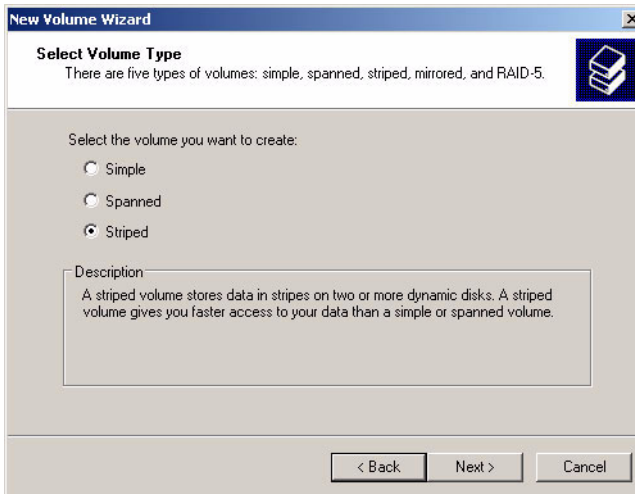 New Volume Wizard
Select Volume Type
There are five types of volumes: simple, spanned, striped, mirrored, and RAID-5.
Select the volume you want to create:
Simple
Spanned
Striped
Description
A striped volume stores data in stripes on two or more dynamic disks. A striped
volume gives you faster access to your data than a simple or spanned volume.
< Back Next > Cancel